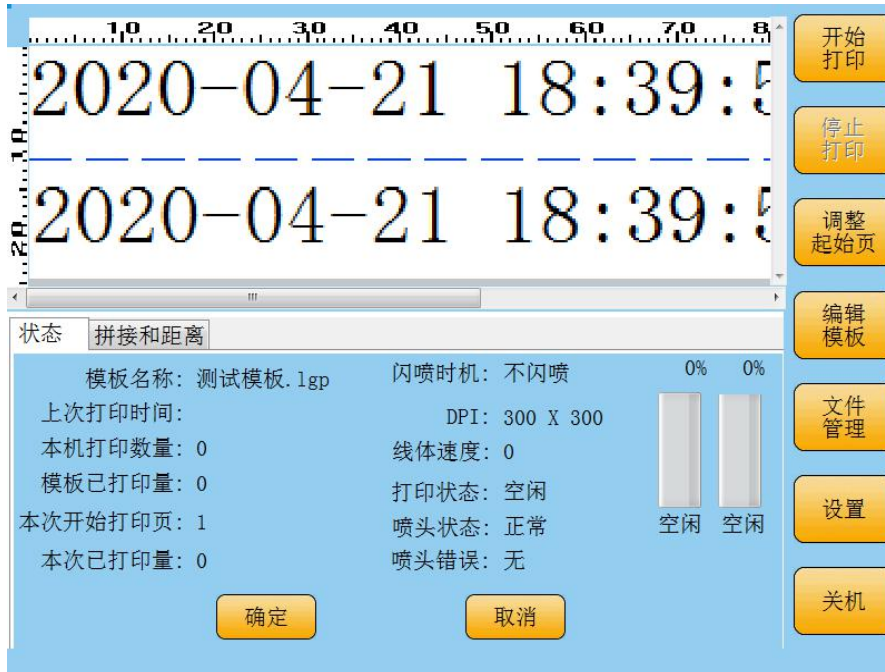 10 20 30 40 50 60 70 8
10
20
2020-04-21 18:39:5
2020-04-21 18:39:5
开始
打印
停止
打印
调整
起始页
编辑
模板
文件
管理
设置
关机
状态 拼接和距离
模板名称: 测试模板.lgp
上次打印时间:
本机打印数量: 0
模板已打印量: 0
本次开始打印页: 1
本次已打印量: 0
闪喷时机: 不闪喷
DPI: 300 X 300
线体速度: 0
打印状态: 空闲
喷头状态: 正常
喷头错误: 无
0% 0%
空闲 空闲
确定 取消